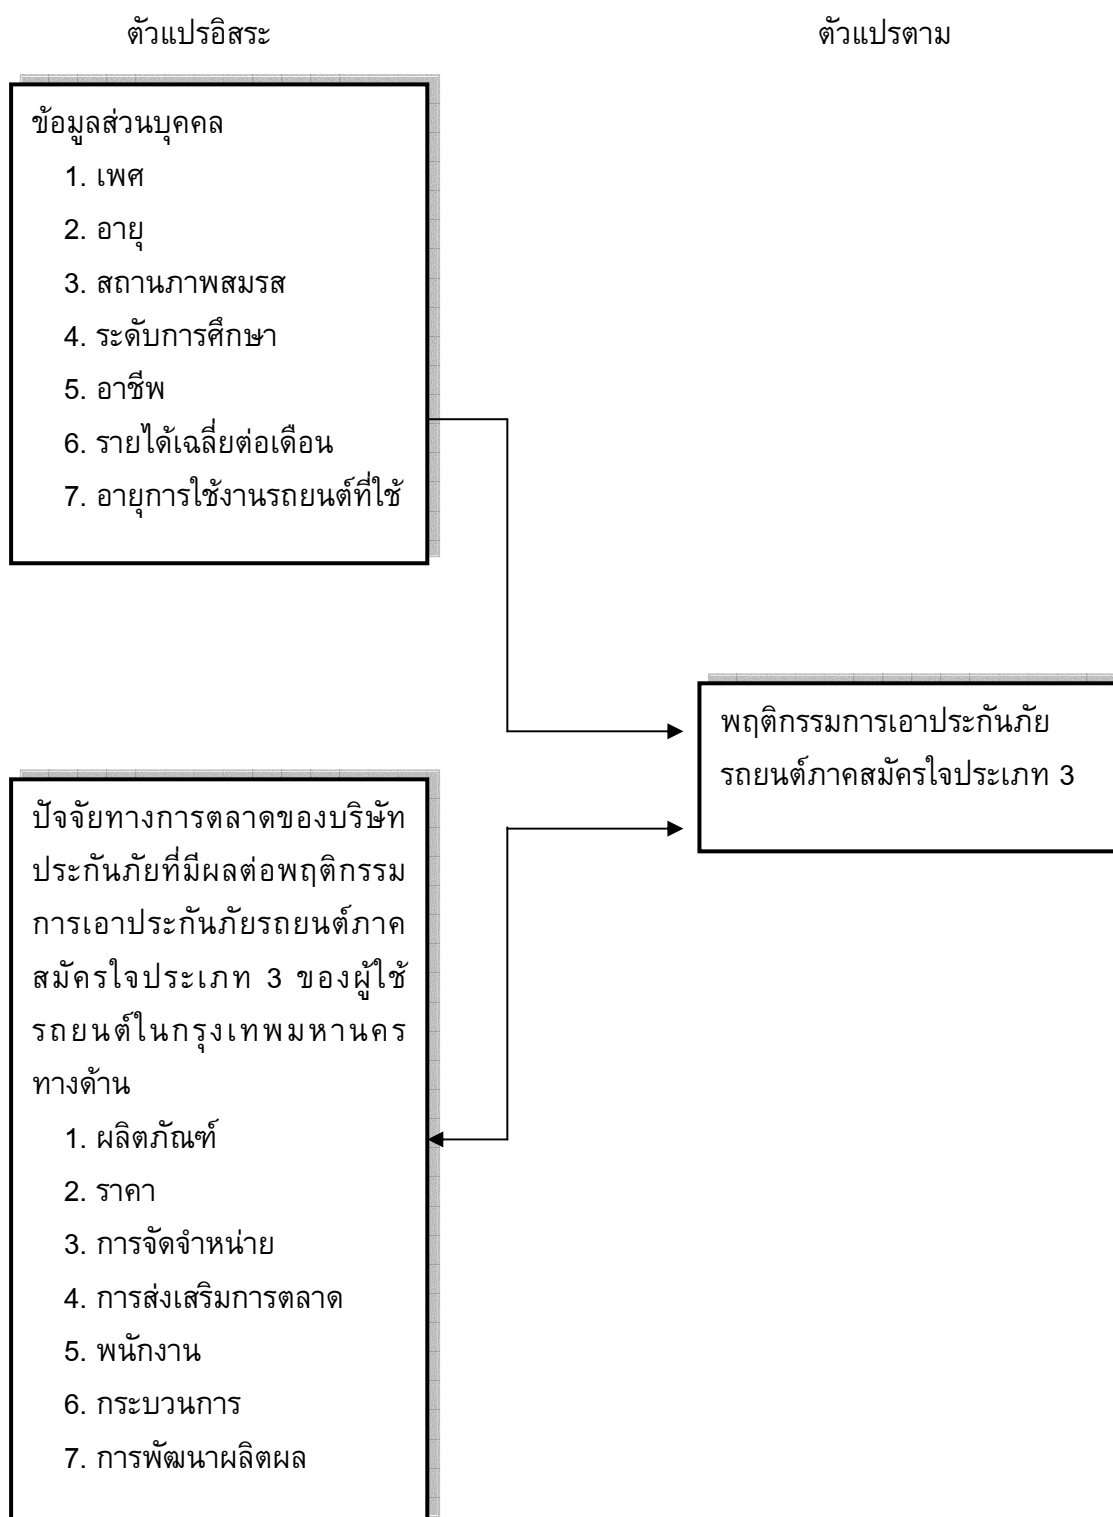 ตัวแปรอิสระ
ตัวแปรตาม
ข้อมูลส่วนบุคคล
1. เพศ
2. อายุ
3. สถานภาพสมรส
4. ระดับการศึกษา
5. อาชีพ
6. รายได้เฉลี่ยต่อเดือน
7. อายุการใช้งานรถยนต์ที่ใช้
พฤติกรรมการเอาประกันภัย
รถยนต์ภาคสมัครใจประเภท 3
ปัจจัยทางการตลาดของบริษัท
ประกันภัยที่มีผลต่อพฤติกรรม
การเอาประกันภัยรถยนต์ภาค
สมัครใจประเภท 3 ของผู้ใช้
รถยนต์ในกรุงเทพมหานคร
ทางด้าน
1. ผลิตภัณฑ์
2. ราคา
3. การจัดจำหน่าย
4. การส่งเสริมการตลาด
5. พนักงาน
6. กระบวนการ
7. การพัฒนาผลิตผล